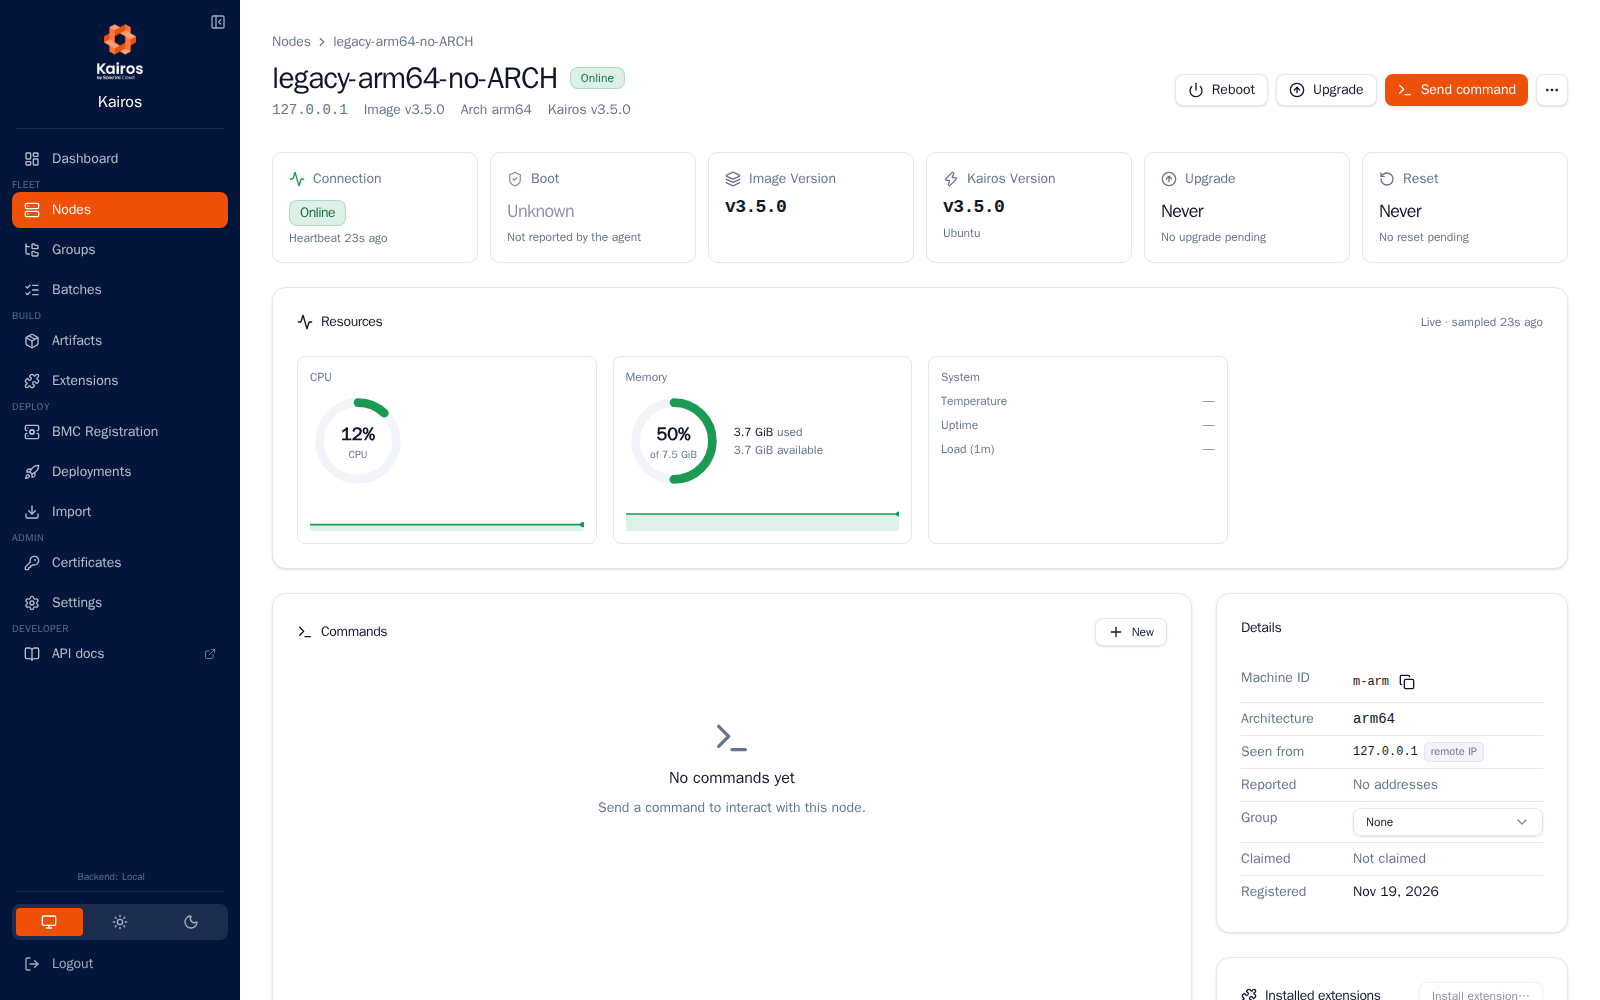 Kairos
by Spectro Cloud
Kairos
Dashboard
FLEET
Nodes
Groups
Batches
BUILD
Artifacts
Extensions
DEPLOY
BMC Registration
Deployments
Import
ADMIN
Certificates
Settings
DEVELOPER
API docs
Backend: Local
Logout
Nodes > legacy-arm64-no-ARCH
legacy-arm64-no-ARCH Online
127.0.0.1 Image v3.5.0 Arch arm64 Kairos v3.5.0
Reboot Upgrade Send command
Connection
Online
Heartbeat 23s ago
Boot
Unknown
Not reported by the agent
Image Version
v3.5.0
Kairos Version
v3.5.0
Ubuntu
Upgrade
Never
No upgrade pending
Reset
Never
No reset pending
Resources
Live · sampled 23s ago
CPU
12%
CPU
Memory
50%
of 7.5 GiB
3.7 GiB used
3.7 GiB available
System
Temperature —
Uptime —
Load (1m) —
Commands
New
No commands yet
Send a command to interact with this node.
Details
Machine ID m-arm
Architecture arm64
Seen from 127.0.0.1 remote IP
Reported No addresses
Group None
Claimed Not claimed
Registered Nov 19, 2026
Installed extensions Install extension…